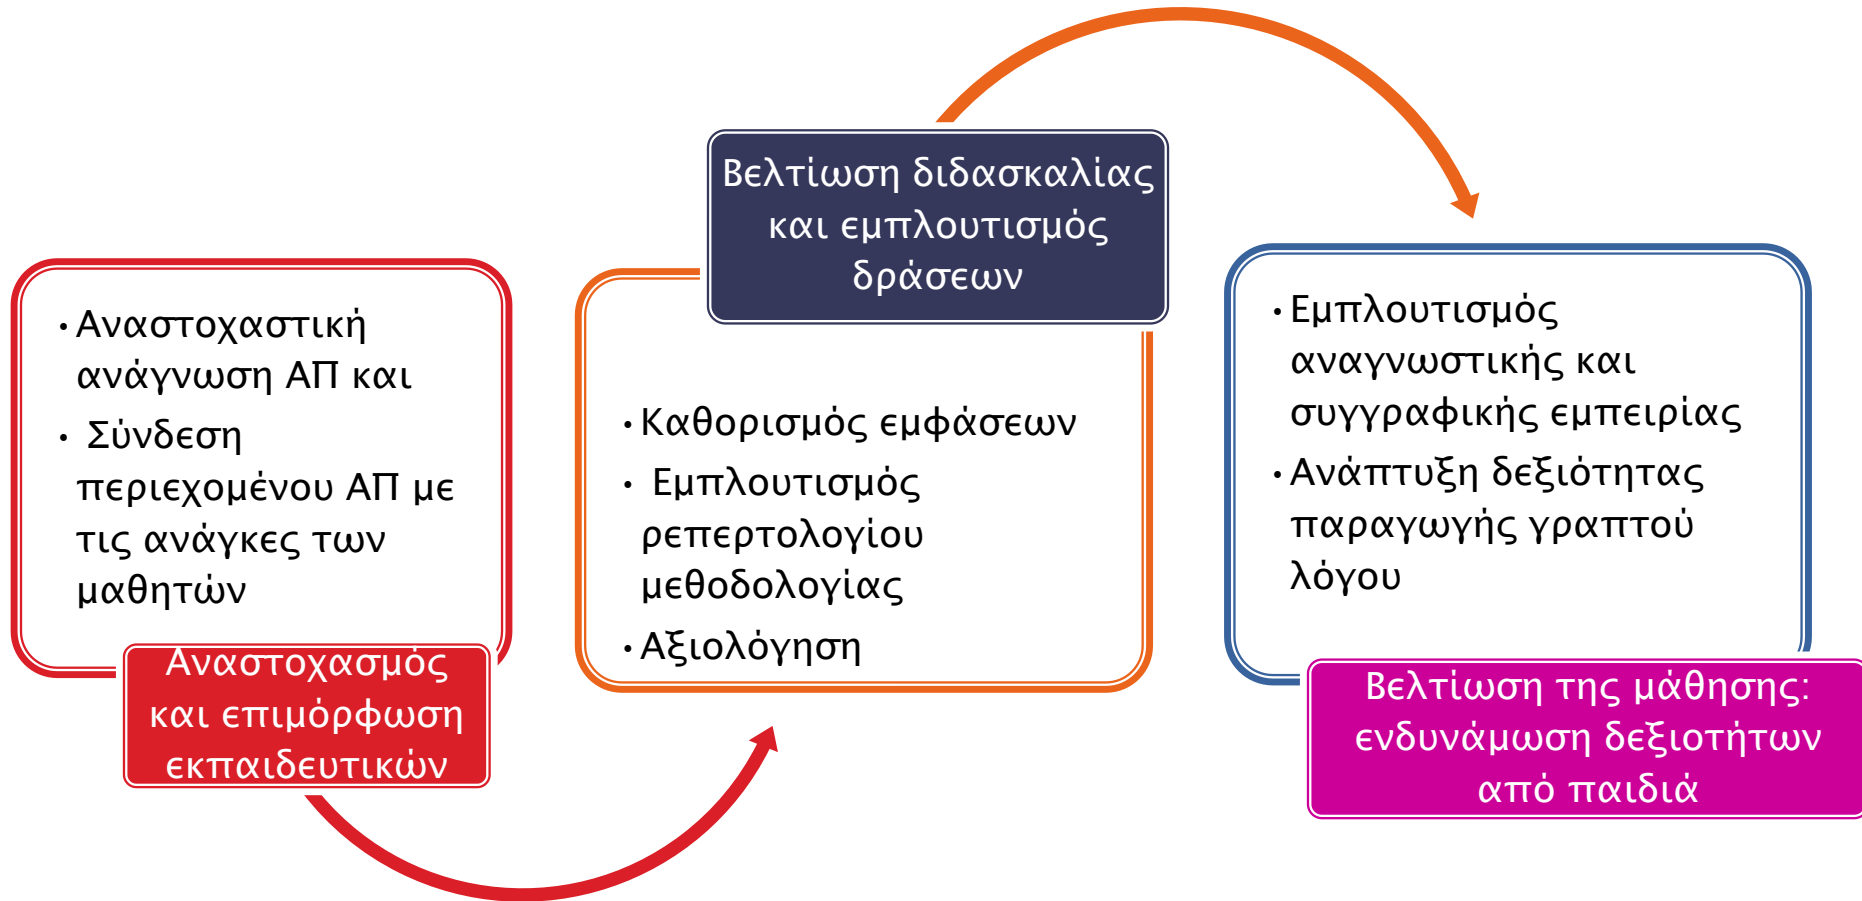 • Αναστοχαστική
ανάγνωση ΑΠ και
• Σύνδεση
περιεχομένου ΑΠ με
τις ανάγκες των
μαθητών
Αναστοχασμός
και επιμόρφωση
εκπαιδευτικών
Βελτίωση διδασκαλίας
και εμπλουτισμός
δράσεων
• Καθορισμός εμφάσεων
• Εμπλουτισμός
ρεπερτολογίου
μεθοδολογίας
• Αξιολόγηση
• Εμπλουτισμός
αναγνωστικής και
συγγραφικής εμπειρίας
• Ανάπτυξη δεξιότητας
παραγωγής γραπτού
λόγου
Βελτίωση της μάθησης:
ενδυνάμωση δεξιοτήτων
από παιδιά